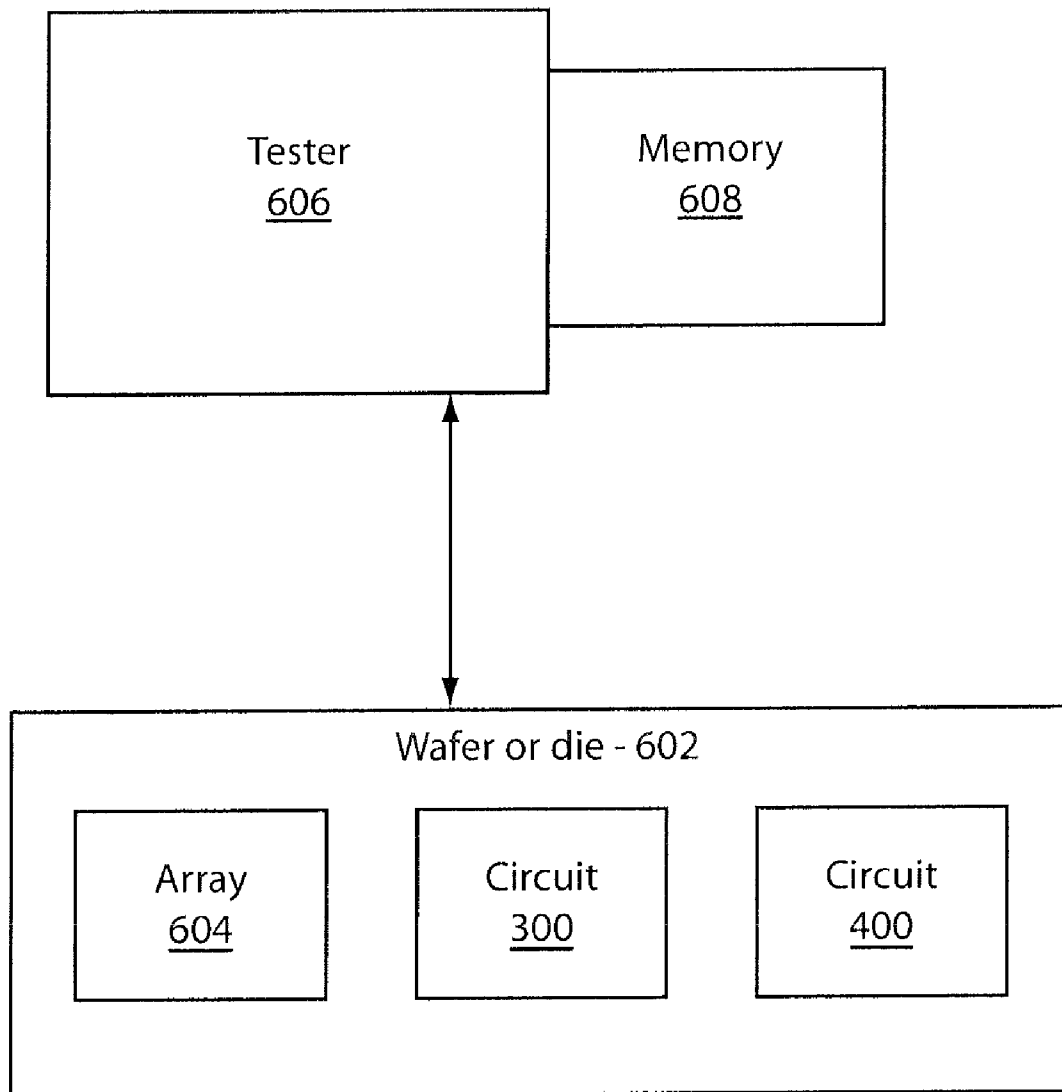 Tester
606
Memory
608
Wafer or die - 602
Array
604
Circuit
300
Circuit
400